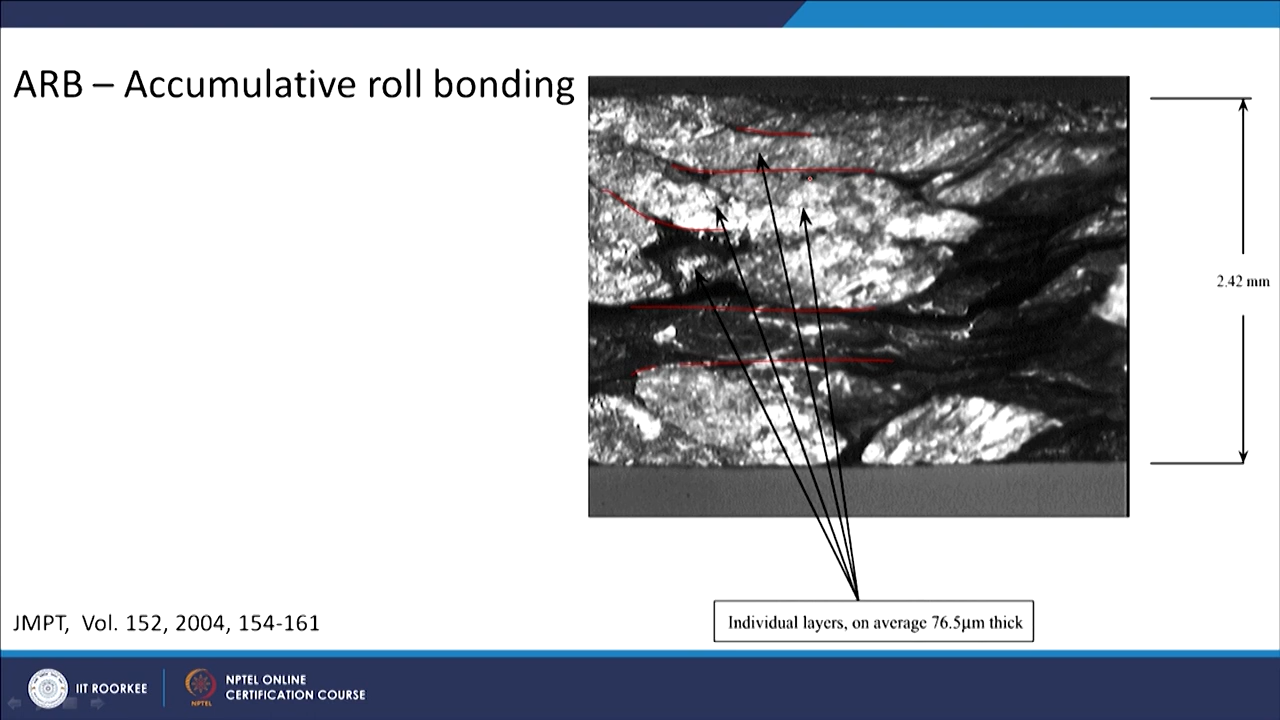 ARB – Accumulative roll bonding
2.42 mm
Individual layers, on average 76.5μm thick
JMPT, Vol. 152, 2004, 154-161
IIT ROORKEE
NPTEL
NPTEL ONLINE
CERTIFICATION COURSE